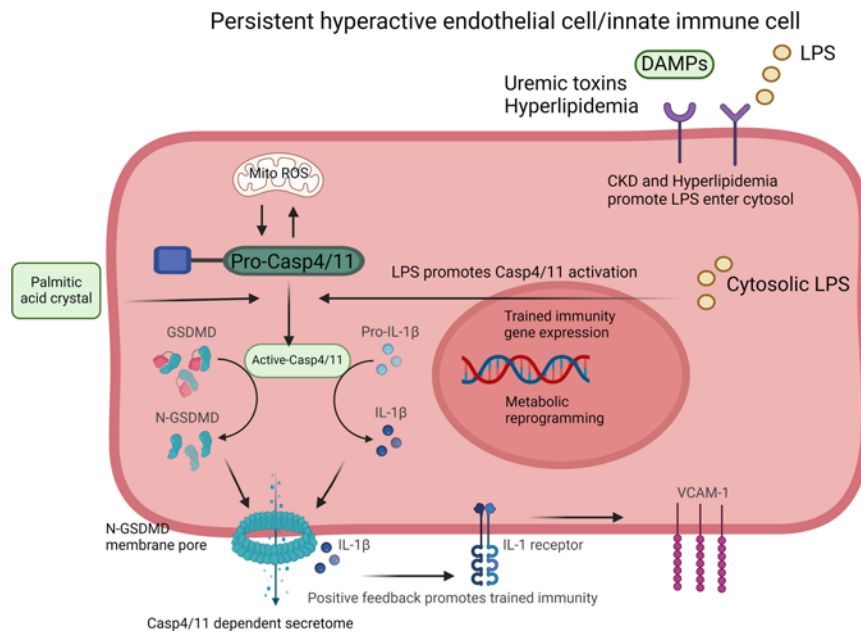 Persistent hyperactive endothelial cell/innate immune cell
LPS
DAMPs
Uremic toxins
Hyperlipidemia
Mito ROS
CKD and Hyperlipidemia
promote LPS enter cytosol
Pro-Casp4/11
LPS promotes Casp4/11 activation
Cytosolic LPS
Palmitic
acid crystal
Trained immunity
gene expression
GSDMD
Pro-IL-1β
Active-Casp4/11
Metabolic
reprogramming
N-GSDMD
IL-1β
VCAM-1
N-GSDMD
membrane pore
IL-1β
IL-1 receptor
Positive feedback promotes trained immunity
Casp4/11 dependent secretome